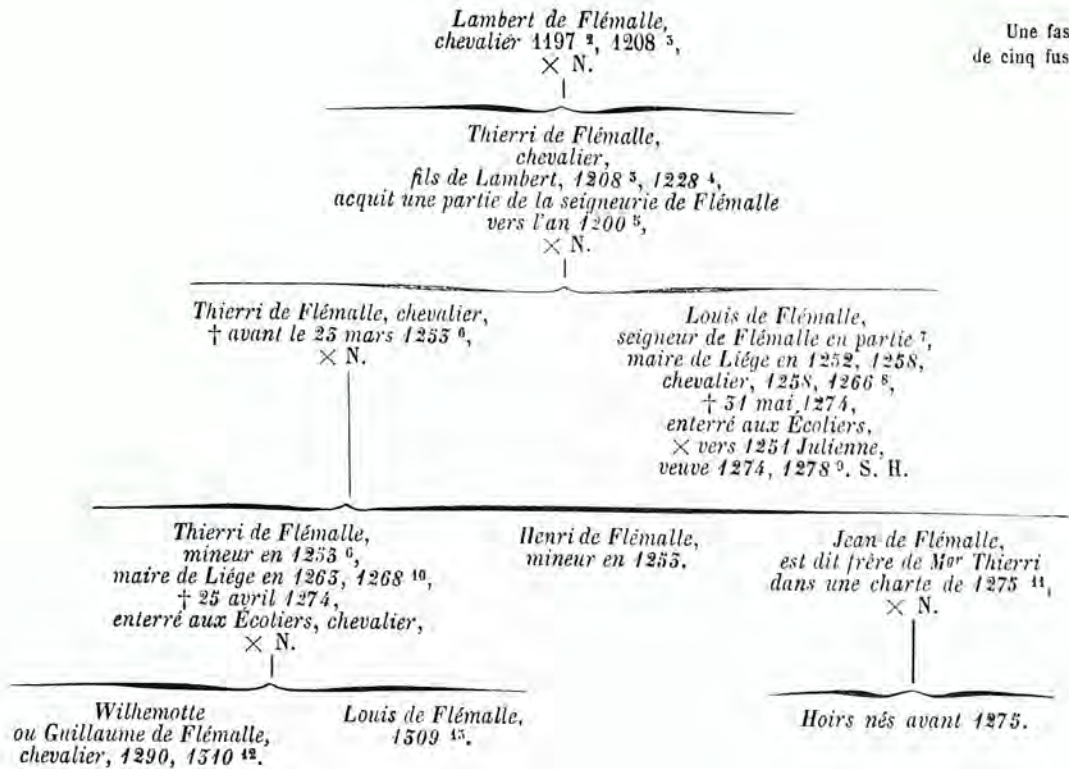 Lambert de Flémalle,
chevalier 1197 ², 1208 ³,
× N.
Une fas
de cinq fus
Thierri de Flémalle,
chevalier,
fils de Lambert, 1208 ³, 1228 ⁴,
acquit une partie de la seigneurie de Flémalle
vers l'an 1200 ⁵,
× N.
Thierri de Flémalle, chevalier,
† avant le 23 mars 1253 ⁶,
× N.
Louis de Flémalle,
seigneur de Flémalle en partie ⁷,
maire de Liége en 1252, 1258,
chevalier, 1258, 1266 ⁸,
† 31 mai 1274,
enterré aux Écoliers,
× vers 1251 Julienne,
veuve 1274, 1278 ⁹. S. H.
Thierri de Flémalle,
mineur en 1253 ⁶,
maire de Liége en 1263, 1268 ¹⁰,
† 25 avril 1274,
enterré aux Écoliers, chevalier,
× N.
Henri de Flémalle,
mineur en 1253.
Jean de Flémalle,
est dit frère de Mgr Thierri
dans une charte de 1275 ¹¹,
× N.
Wilhemotte
ou Guillaume de Flémalle,
chevalier, 1290, 1310 ¹².
Louis de Flémalle,
1309 ¹³.
Hoirs nés avant 1275.